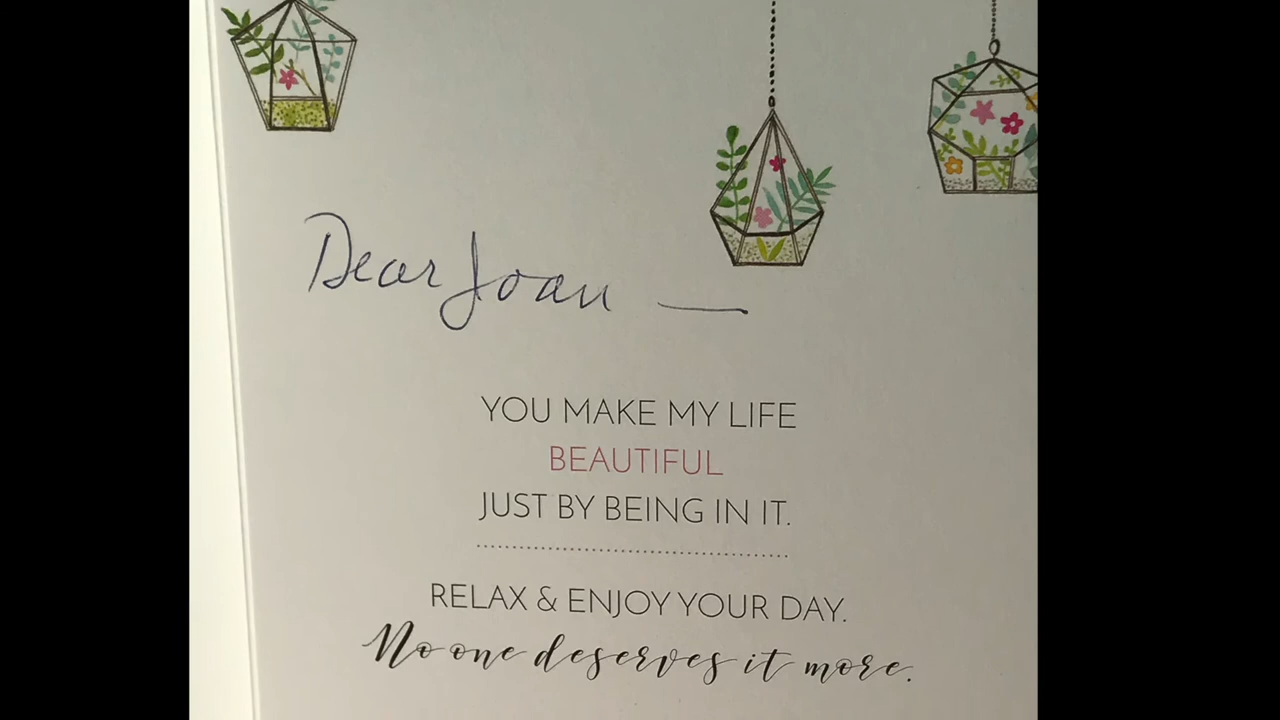 Dear Joan —
YOU MAKE MY LIFE
BEAUTIFUL
JUST BY BEING IN IT.
RELAX & ENJOY YOUR DAY.
No one deserves it more.